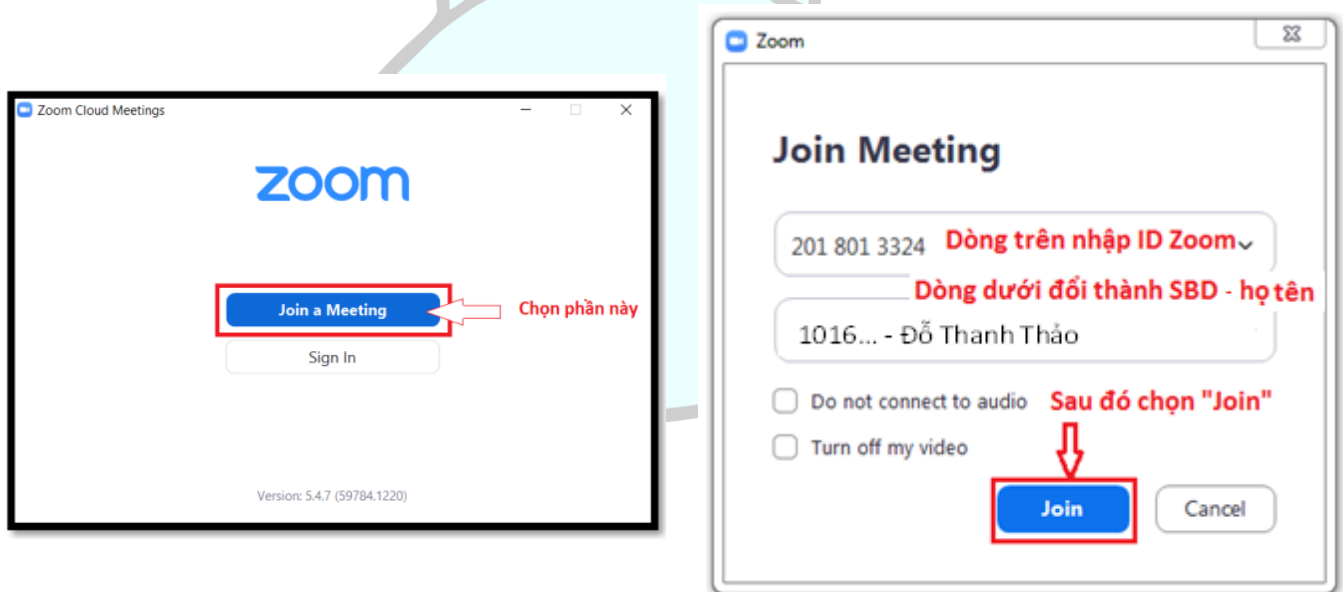 Zoom Cloud Meetings
zoom
Join a Meeting
Chọn phần này
Sign In
Version: 5.4.7 (59784.1220)
Zoom
Join Meeting
201 801 3324 Dòng trên nhập ID Zoom
Dòng dưới đổi thành SBD - họ tên
1016... - Đỗ Thanh Thảo
Do not connect to audio Sau đó chọn "Join"
Turn off my video
Join Cancel